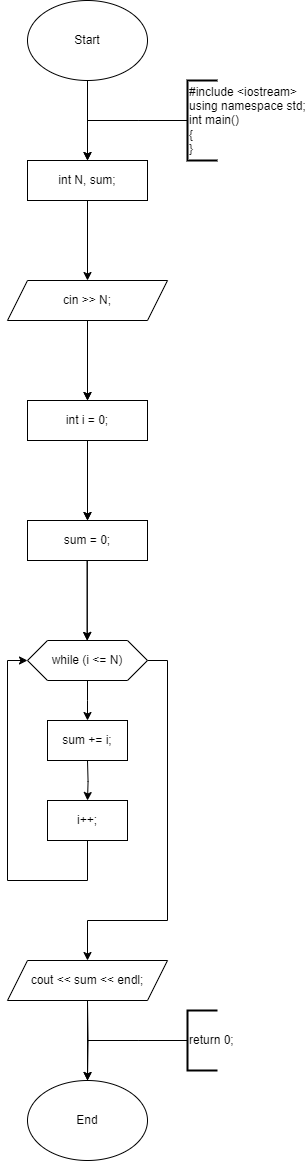 Start
#include <iostream>
using namespace std;
int main()
{
}
int N, sum;
cin >> N;
int i = 0;
sum = 0;
while (i <= N)
sum += i;
i++;
cout << sum << endl;
return 0;
End